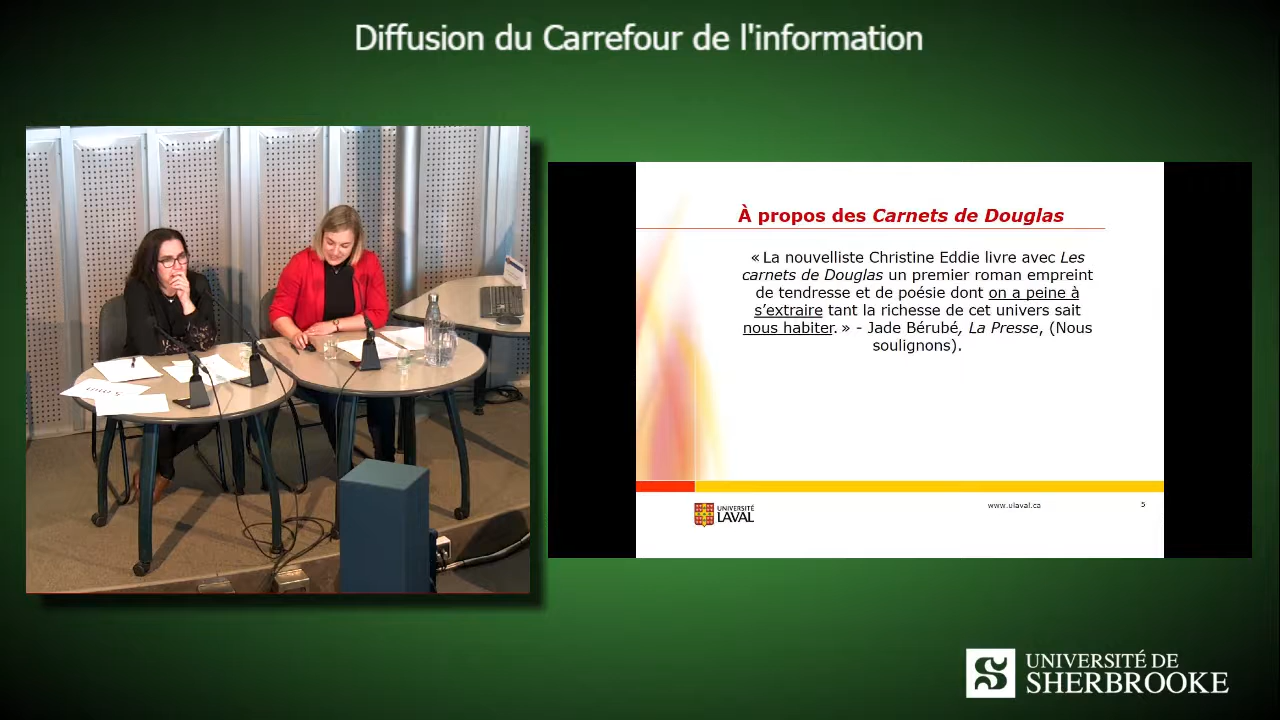 Diffusion du Carrefour de l'information
À propos des Carnets de Douglas
« La nouvelliste Christine Eddie livre avec Les
carnets de Douglas un premier roman empreint
de tendresse et de poésie dont on a peine à
s'extraire tant la richesse de cet univers sait
nous habiter. » - Jade Bérubé, La Presse, (Nous
soulignons).
UNIVERSITÉ
LAVAL
www.ulaval.ca
5
UNIVERSITÉ DE
SHERBROOKE